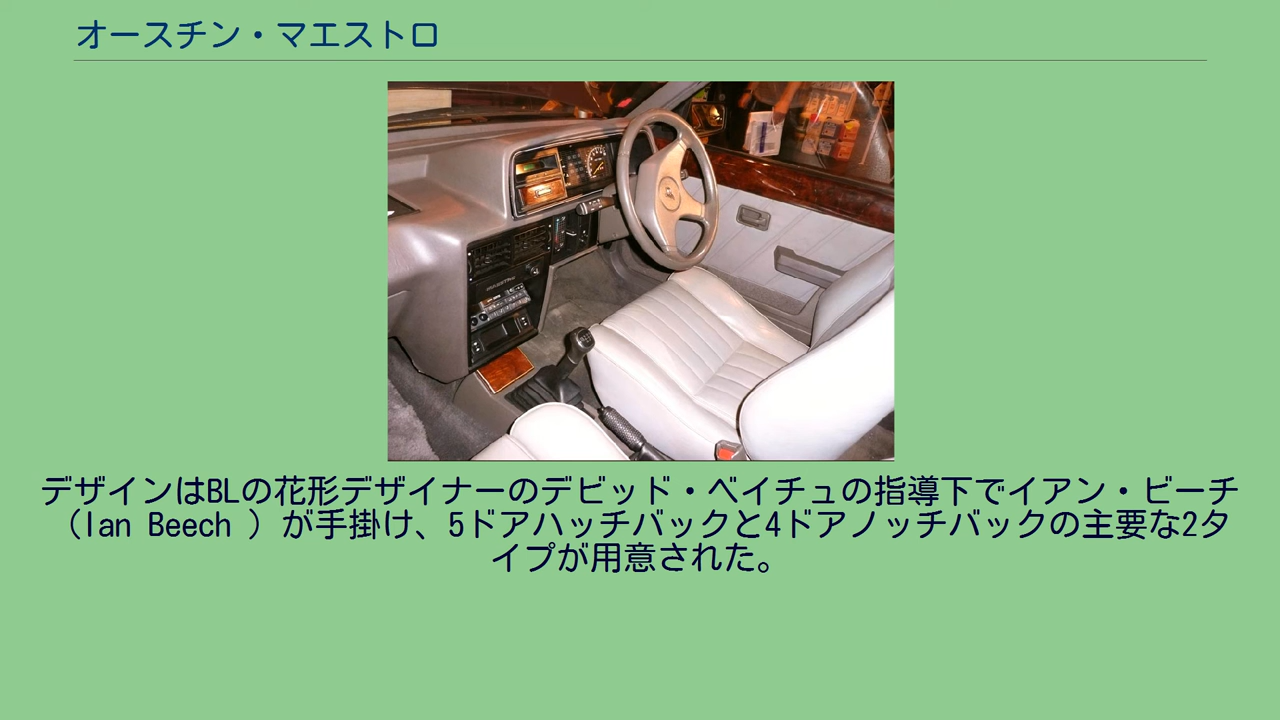 オースチン・マエストロ
デザインはBLの花形デザイナーのデビッド・ベイチュの指導下でイアン・ビーチ
（Ian Beech ）が手掛け、5ドアハッチバックと4ドアノッチバックの主要な2タ
イプが用意された。